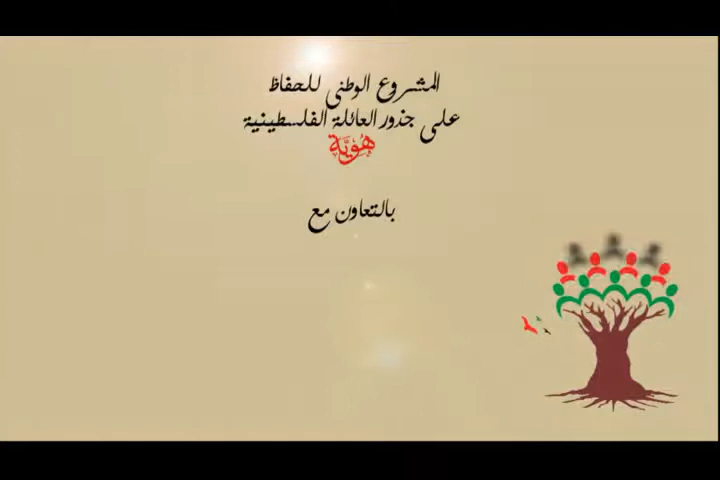 المشروع الوطني للحفاظ
على جذور العائلة الفلسطينية
هُوِيَّة
بالتعاون مع